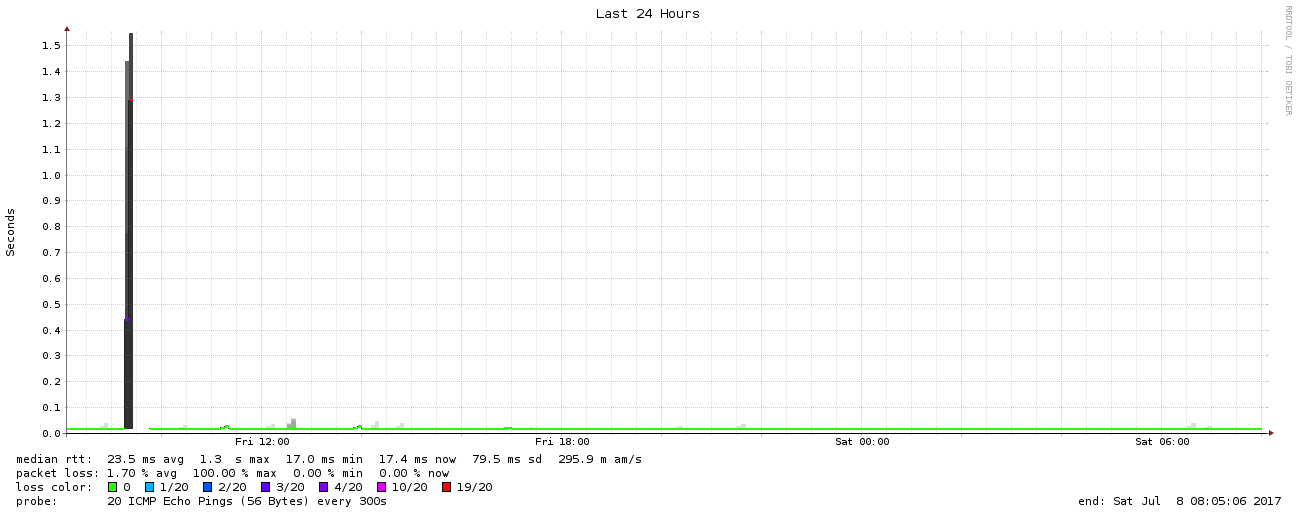 Last 24 Hours
RRDTOOL / TOBI OETIKER
Seconds
1.5
1.4
1.3
1.2
1.1
1.0
0.9
0.8
0.7
0.6
0.5
0.4
0.3
0.2
0.1
0.0
Fri 12:00 Fri 18:00 Sat 00:00 Sat 06:00
median rtt: 23.5 ms avg 1.3 s max 17.0 ms min 17.4 ms now 79.5 ms sd 295.9 m am/s
packet loss: 1.70 % avg 100.00 % max 0.00 % min 0.00 % now
loss color: 0 1/20 2/20 3/20 4/20 10/20 19/20
probe: 20 ICMP Echo Pings (56 Bytes) every 300s end: Sat Jul 8 08:05:06 2017